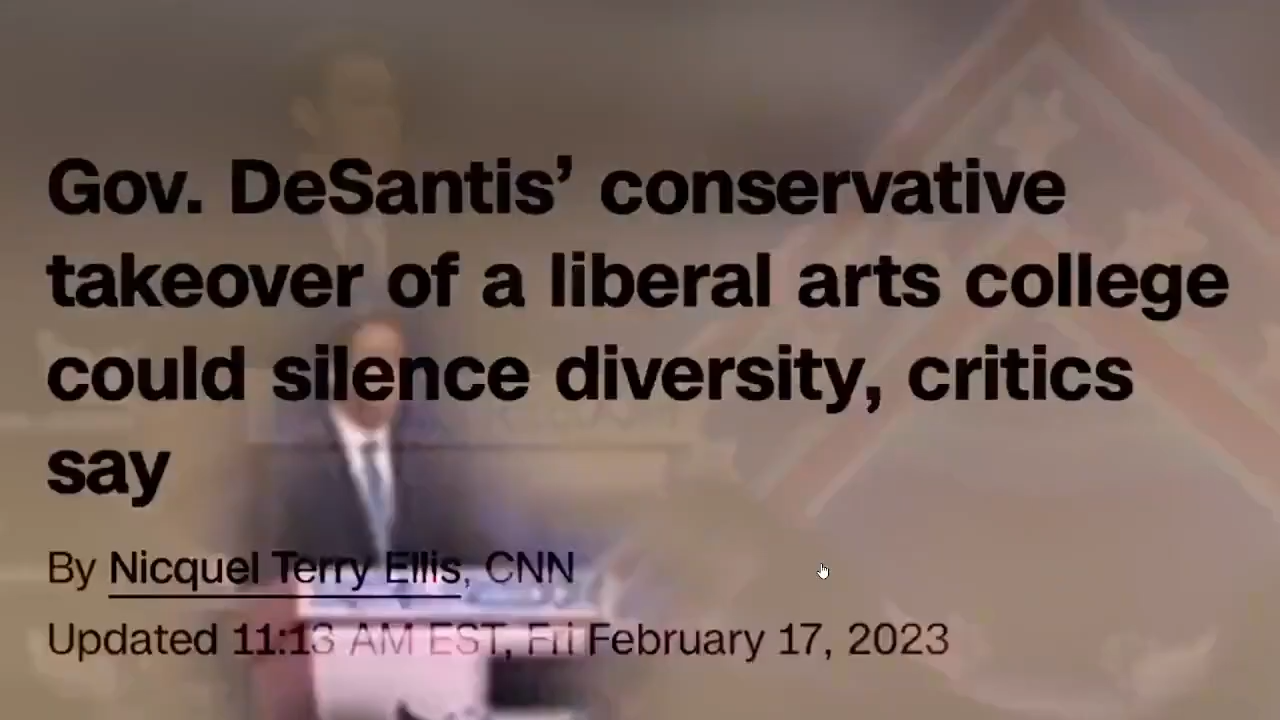 Gov. DeSantis’ conservative
takeover of a liberal arts college
could silence diversity, critics
say
By Nicquel Terry Ellis, CNN
Updated 11:13 AM EST, Fri February 17, 2023